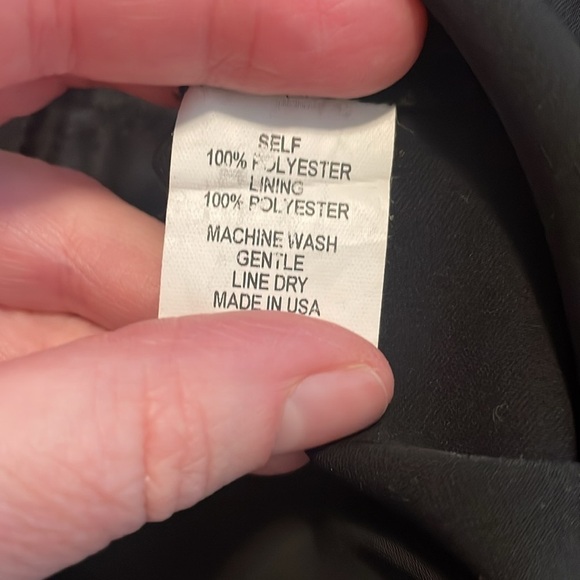 SELF
100% POLYESTER
LINING
100% POLYESTER
MACHINE WASH
GENTLE
LINE DRY
MADE IN USA